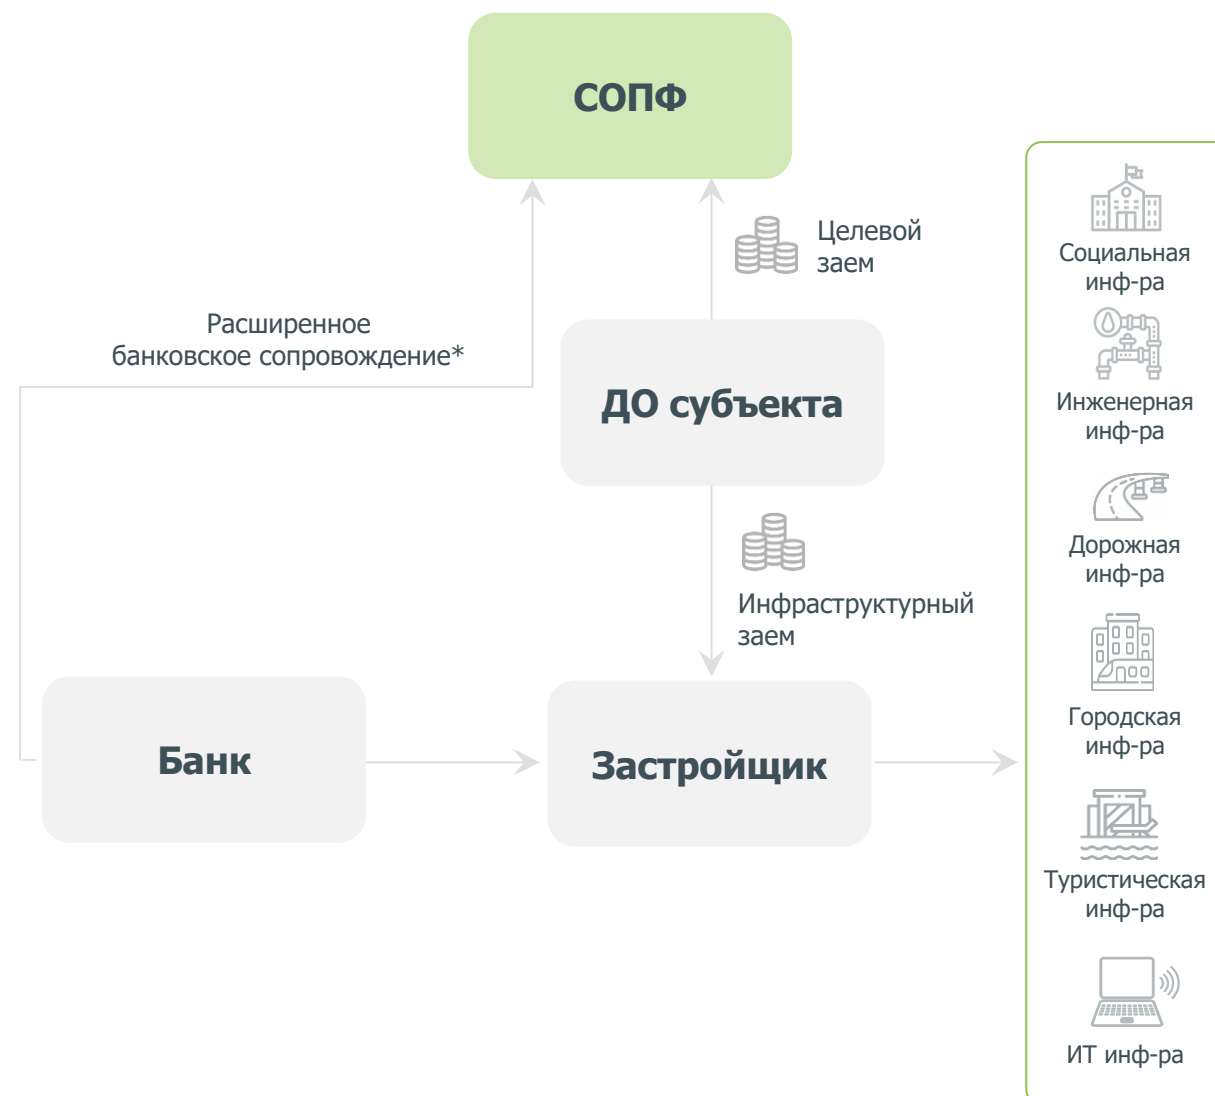 СОПФ
Целевой
заем
Расширенное
банковское сопровождение*
ДО субъекта
Инфраструктурный
заем
Банк
Застройщик
Социальная
инф-ра
Инженерная
инф-ра
Дорожная
инф-ра
Городская
инф-ра
Туристическая
инф-ра
ИТ инф-ра